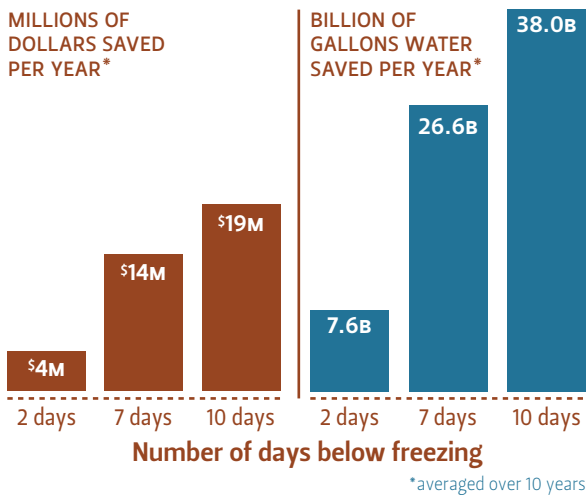 MILLIONS OF
DOLLARS SAVED
PER YEAR*
$4M
$14M
$19M
2 days
7 days
10 days
BILLION OF
GALLONS WATER
SAVED PER YEAR*
7.6B
26.6B
38.0B
2 days
7 days
10 days
Number of days below freezing
*averaged over 10 years